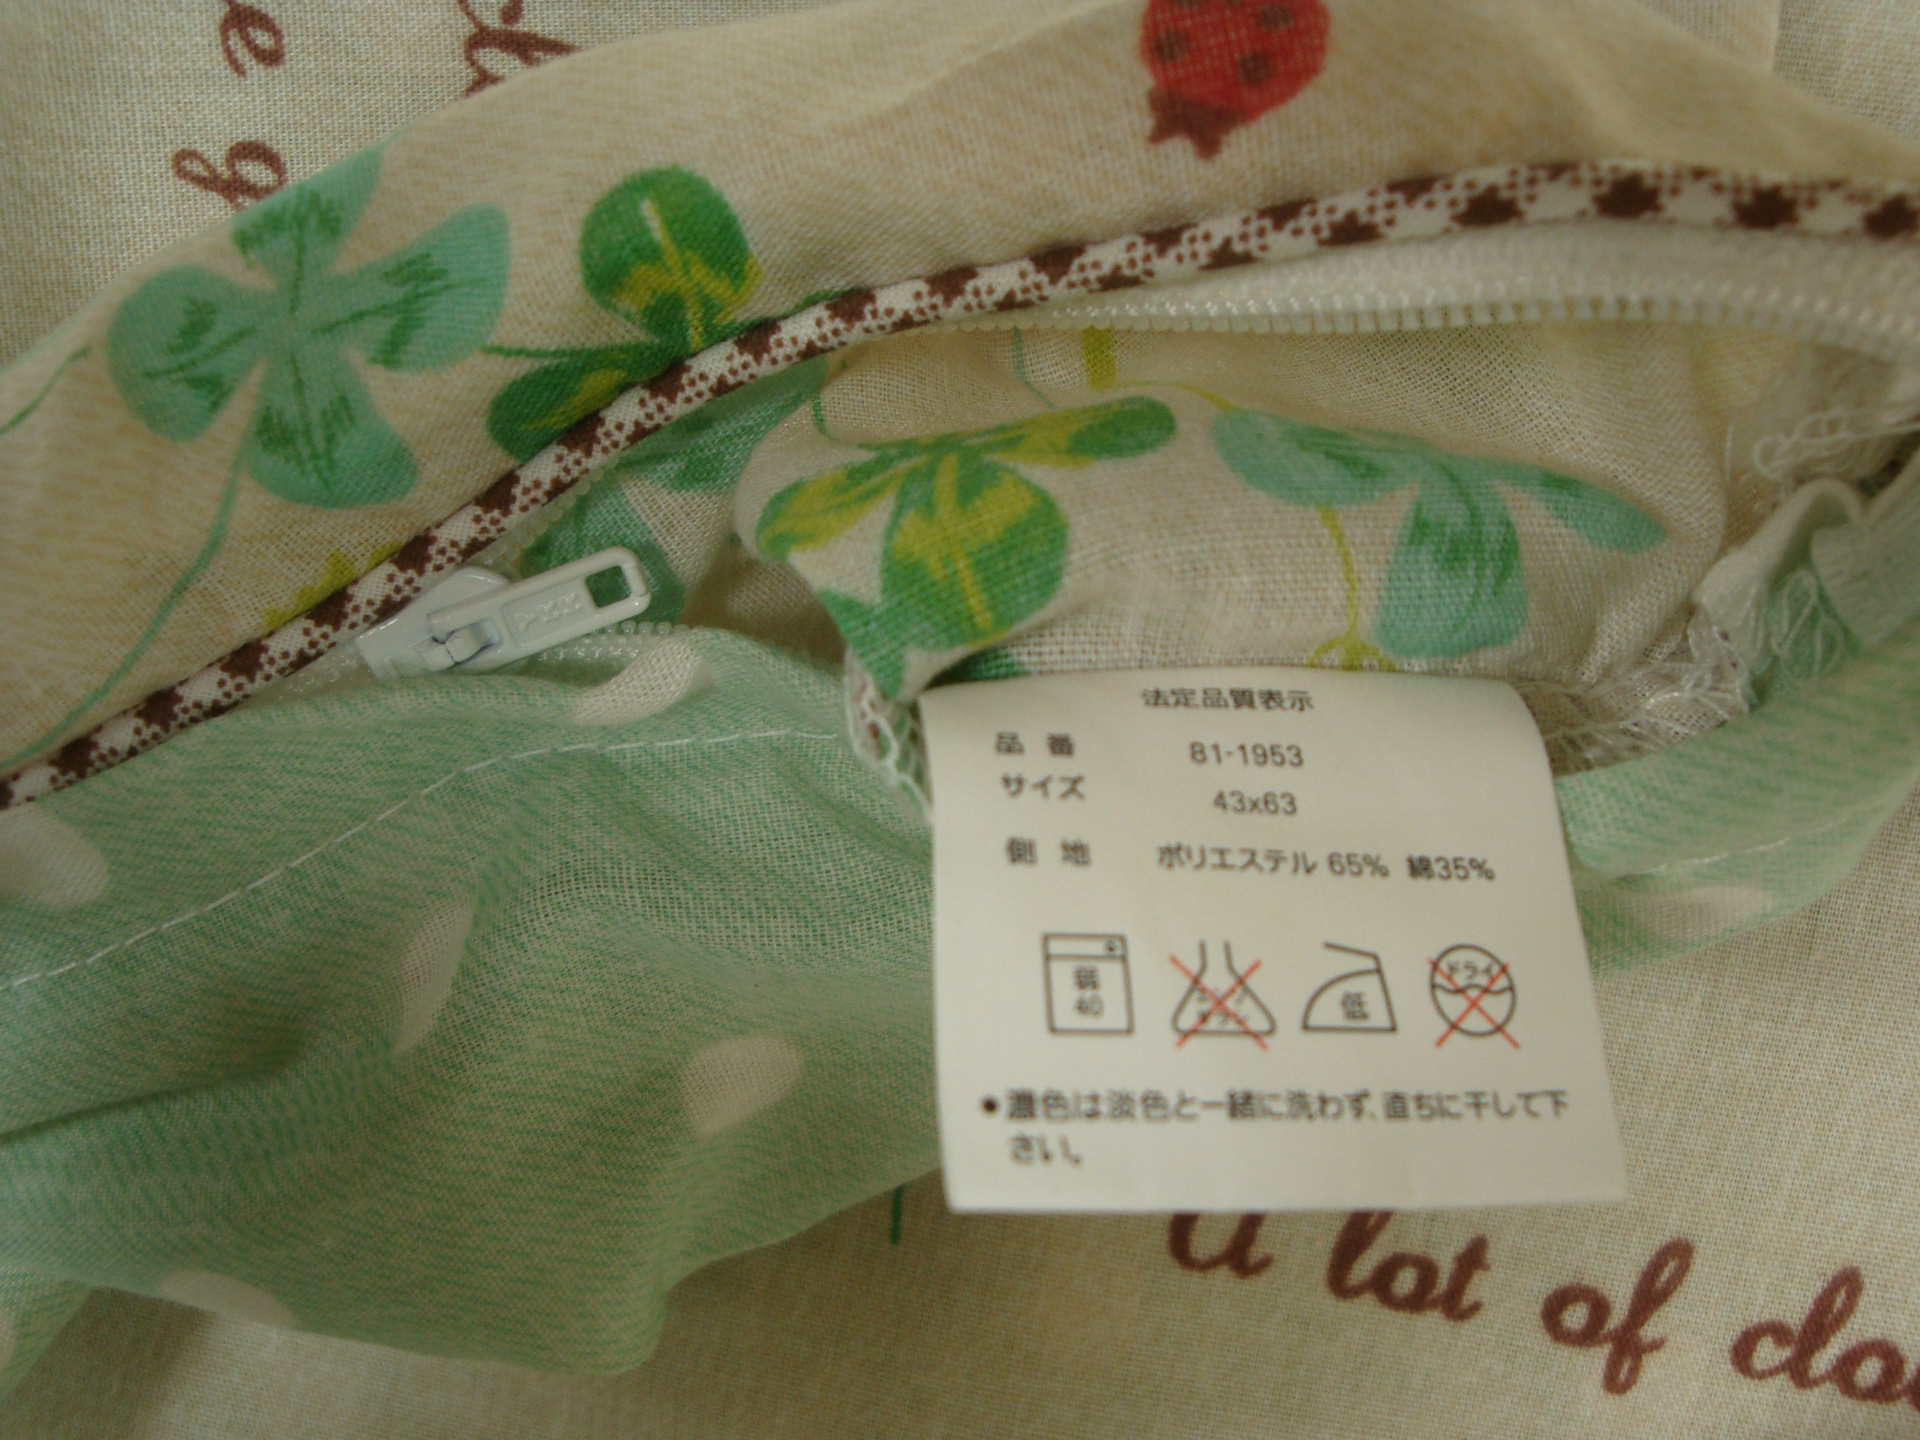 法定品質表示
品 番 81-1953
サイズ 43x63
側 地 ポリエステル 65% 綿35%
弱
40
低
ドライ
●濃色は淡色と一緒に洗わず、直ちに干して下
さい。
a lot of